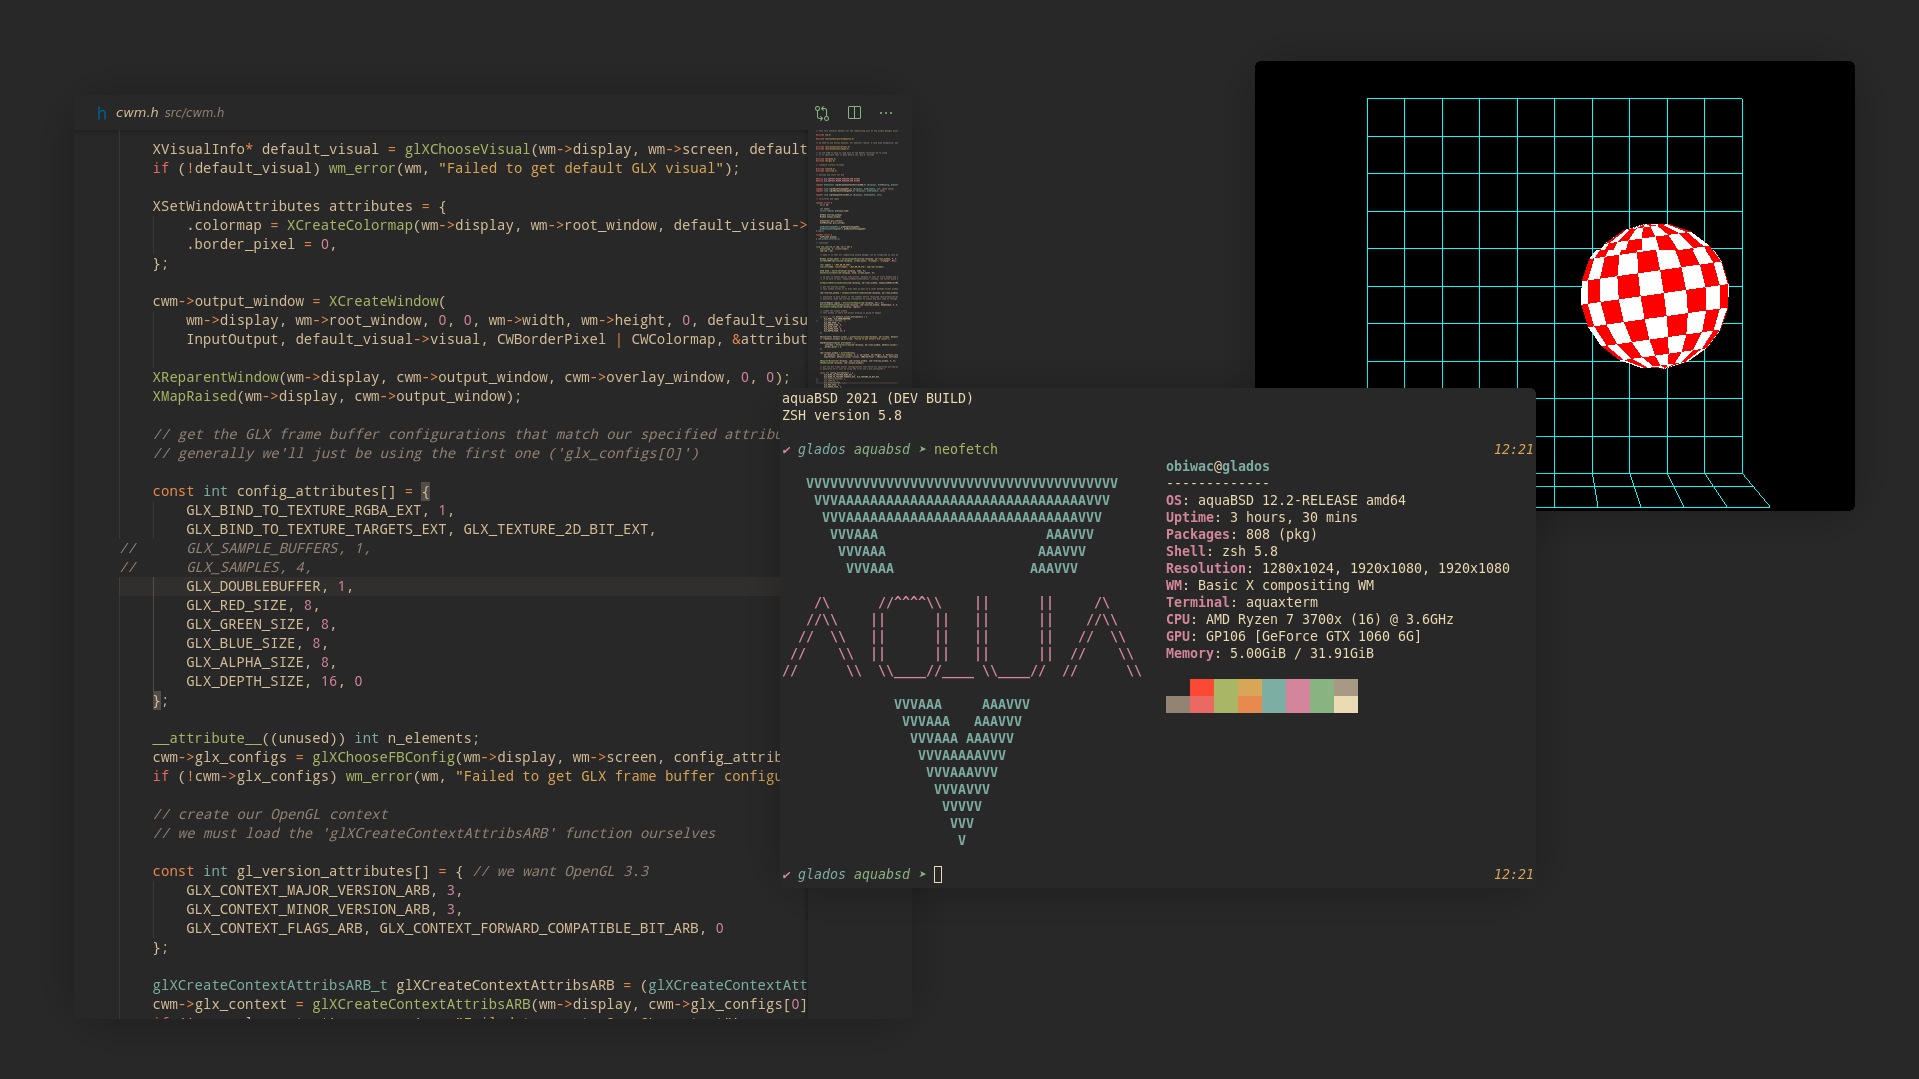 cwm.h src/cwm.h
XVisualInfo* default_visual = glXChooseVisual(wm->display, wm->screen, default
if (!default_visual) wm_error(wm, "Failed to get default GLX visual");
XSetWindowAttributes attributes = {
.colormap = XCreateColormap(wm->display, wm->root_window, default_visual->
.border_pixel = 0,
};
cwm->output_window = XCreateWindow(
wm->display, wm->root_window, 0, 0, wm->width, wm->height, 0, default_visu
InputOutput, default_visual->visual, CWBorderPixel | CWColormap, &attribut
XReparentWindow(wm->display, cwm->output_window, cwm->overlay_window, 0, 0);
XMapRaised(wm->display, cwm->output_window);
// get the GLX frame buffer configurations that match our specified attribu
// generally we'll just be using the first one ('glx_configs[0]')
const int config_attributes[] = {
GLX_BIND_TO_TEXTURE_RGBA_EXT, 1,
GLX_BIND_TO_TEXTURE_TARGETS_EXT, GLX_TEXTURE_2D_BIT_EXT,
// GLX_SAMPLE_BUFFERS, 1,
// GLX_SAMPLES, 4,
GLX_DOUBLEBUFFER, 1,
GLX_RED_SIZE, 8,
GLX_GREEN_SIZE, 8,
GLX_BLUE_SIZE, 8,
GLX_ALPHA_SIZE, 8,
GLX_DEPTH_SIZE, 16, 0
};
__attribute__((unused)) int n_elements;
cwm->glx_configs = glXChooseFBConfig(wm->display, wm->screen, config_attrib
if (!cwm->glx_configs) wm_error(wm, "Failed to get GLX frame buffer configu
// create our OpenGL context
// we must load the 'glXCreateContextAttribsARB' function ourselves
const int gl_version_attributes[] = { // we want OpenGL 3.3
GLX_CONTEXT_MAJOR_VERSION_ARB, 3,
GLX_CONTEXT_MINOR_VERSION_ARB, 3,
GLX_CONTEXT_FLAGS_ARB, GLX_CONTEXT_FORWARD_COMPATIBLE_BIT_ARB, 0
};
glXCreateContextAttribsARB_t glXCreateContextAttribsARB = (glXCreateContextAtt
cwm->glx_context = glXCreateContextAttribsARB(wm->display, cwm->glx_configs[0]
aquaBSD 2021 (DEV BUILD)
ZSH version 5.8
✔ glados aquabsd ➤ neofetch 12:21
VVVVVVVVVVVVVVVVVVVVVVVVVVVVVVVVVVVVVVV
VVVAAAAAAAAAAAAAAAAAAAAAAAAAAAAAAAVVV
VVVAAAAAAAAAAAAAAAAAAAAAAAAAAAAAVVV
VVVAAA AAAVVV
VVVAAA AAAVVV
VVVAAA AAAVVV
/\ //^^^^\\ || || /\
//\\ || || || || //\\
// \\ || || || || // \\
// \\ || || || || // \\
// \\ \\____//____ \\____// // \\
VVVAAA AAAVVV
VVVAAA AAAVVV
VVVAAA AAAVVV
VVVAAAAAVVV
VVVAAAVVV
VVVAVVV
VVVVV
VVV
V
obiwac@glados
-------------
OS: aquaBSD 12.2-RELEASE amd64
Uptime: 3 hours, 30 mins
Packages: 808 (pkg)
Shell: zsh 5.8
Resolution: 1280x1024, 1920x1080, 1920x1080
WM: Basic X compositing WM
Terminal: aquaxterm
CPU: AMD Ryzen 7 3700x (16) @ 3.6GHz
GPU: GP106 [GeForce GTX 1060 6G]
Memory: 5.00GiB / 31.91GiB
✔ glados aquabsd ➤ 12:21